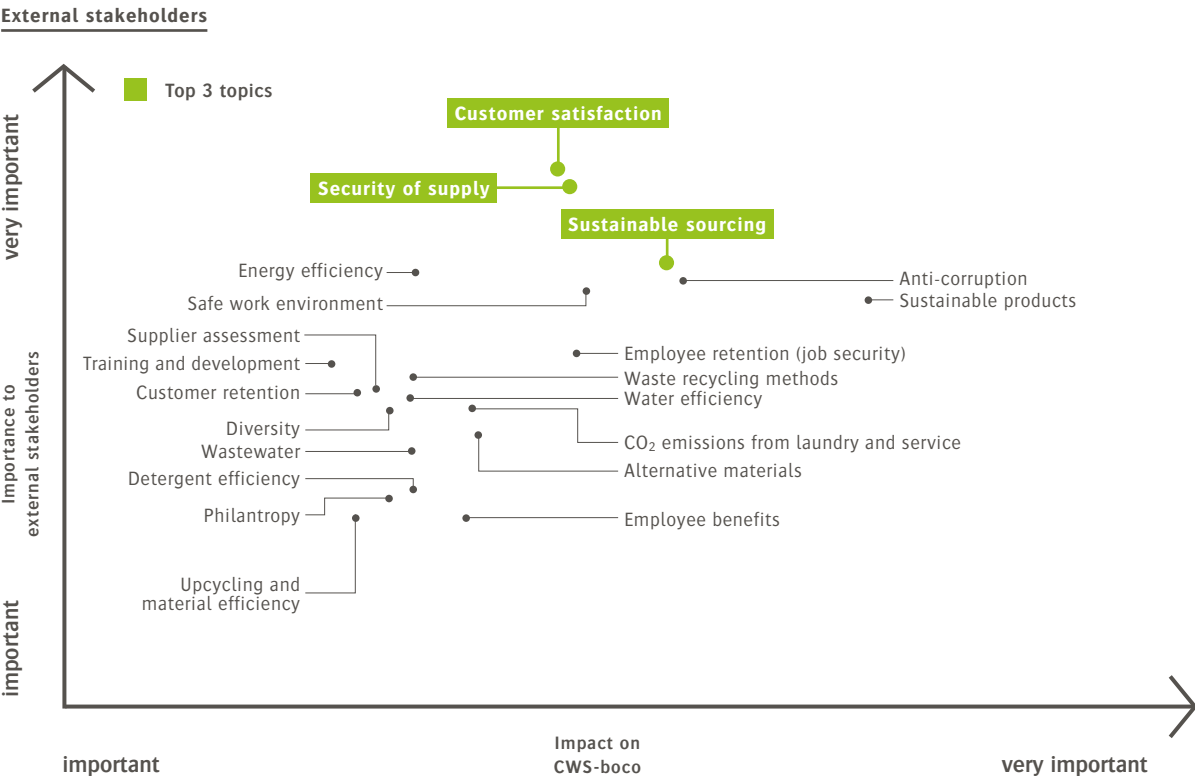 External stakeholders
Top 3 topics
Customer satisfaction
Security of supply
Sustainable sourcing
Energy efficiency
Anti-corruption
Safe work environment
Sustainable products
Supplier assessment
Employee retention (job security)
Training and development
Waste recycling methods
Customer retention
Water efficiency
Diversity
CO₂ emissions from laundry and service
Wastewater
Alternative materials
Detergent efficiency
Philantropy
Employee benefits
Upcycling and
material efficiency
very important
Importance to
external stakeholders
important
important
Impact on
CWS-boco
very important